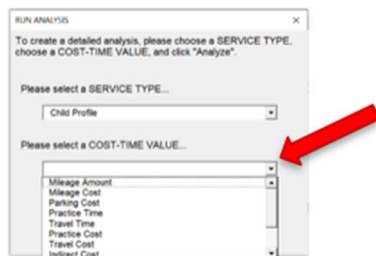 RUN ANALYSIS
To create a detailed analysis, please choose a SERVICE TYPE,
choose a COST-TIME VALUE, and click "Analyze".
Please select a SERVICE TYPE...
Child Profile
Please select a COST-TIME VALUE...
Mileage Amount
Mileage Cost
Parking Cost
Practice Time
Travel Time
Practice Cost
Travel Cost
Indirect Cost